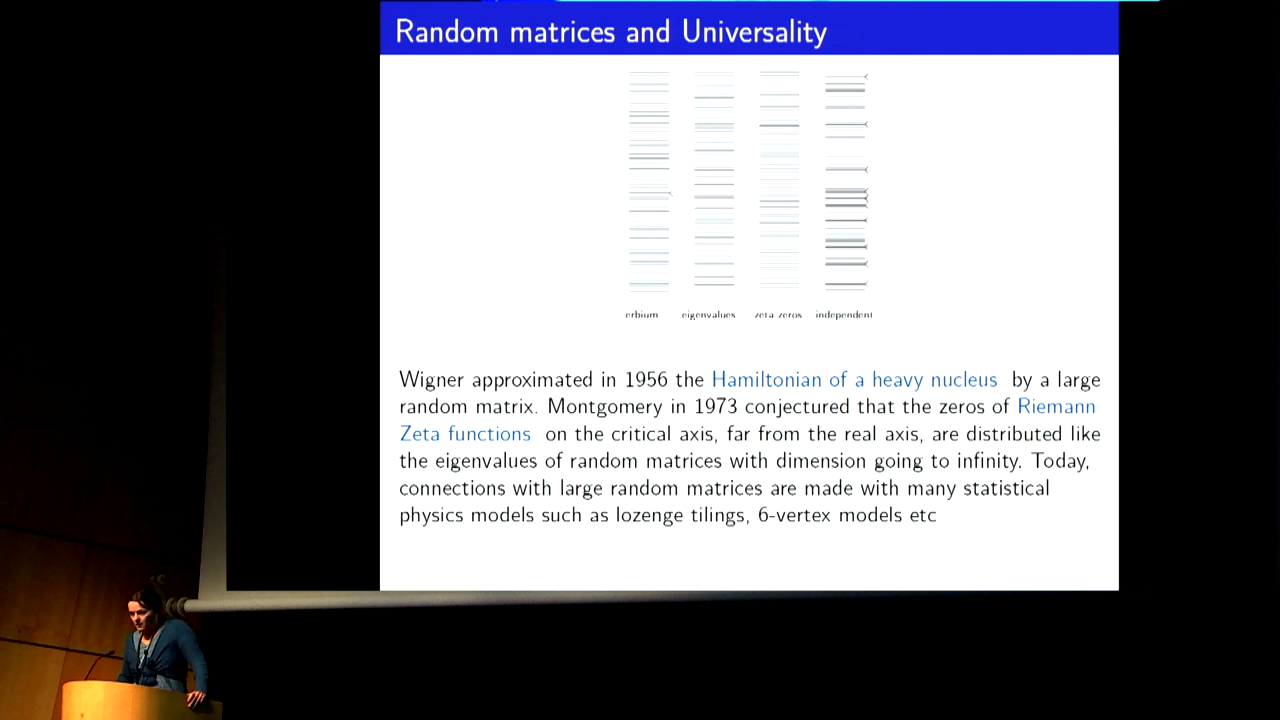 Random matrices and Universality
erbium eigenvalues zeta zeros independent
Wigner approximated in 1956 the Hamiltonian of a heavy nucleus by a large
random matrix. Montgomery in 1973 conjectured that the zeros of Riemann
Zeta functions on the critical axis, far from the real axis, are distributed like
the eigenvalues of random matrices with dimension going to infinity. Today,
connections with large random matrices are made with many statistical
physics models such as lozenge tilings, 6-vertex models etc